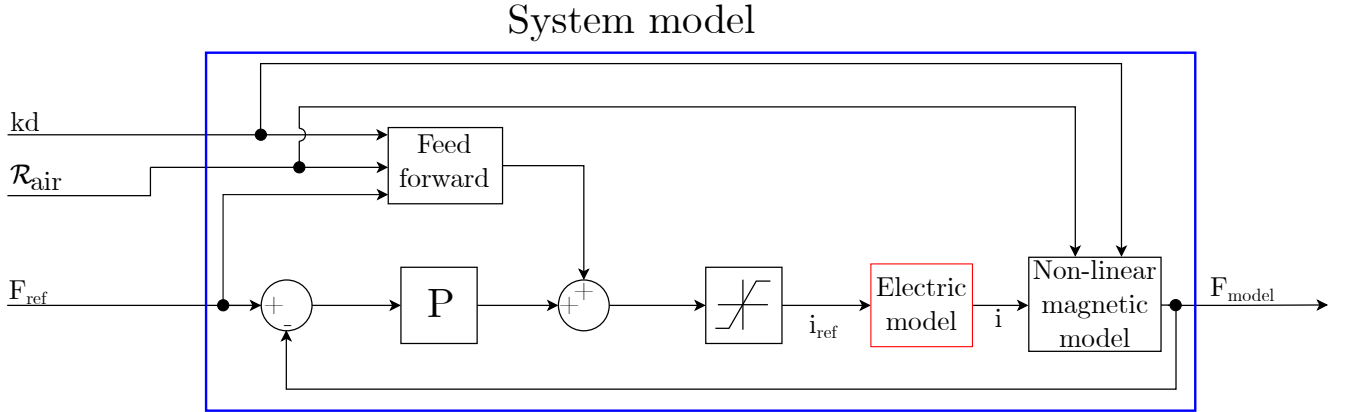 System model
kd
Feed
forward
𝓡air
Fref
+
-
P
+
+
iref
Electric
model
i
Non-linear
magnetic
model
Fmodel